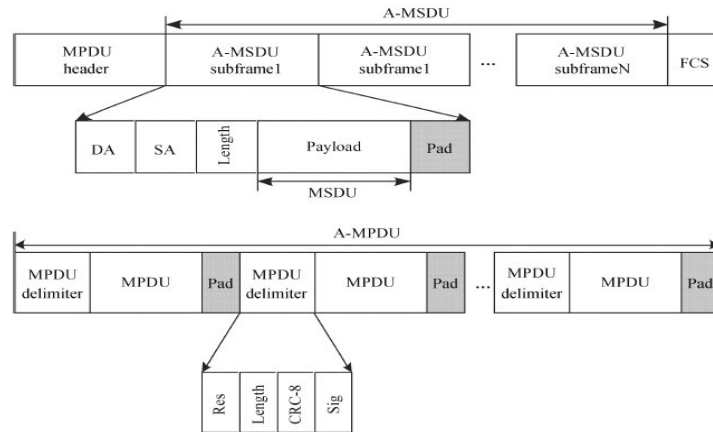 A-MSDU
MPDU header
A-MSDU subframe1
A-MSDU subframe1
...
A-MSDU subframeN
FCS
DA
SA
Length
Payload
Pad
MSDU
A-MPDU
MPDU delimiter
MPDU
Pad
MPDU delimiter
MPDU
Pad
...
MPDU delimiter
MPDU
Pad
Res
Length
CRC-8
Sig